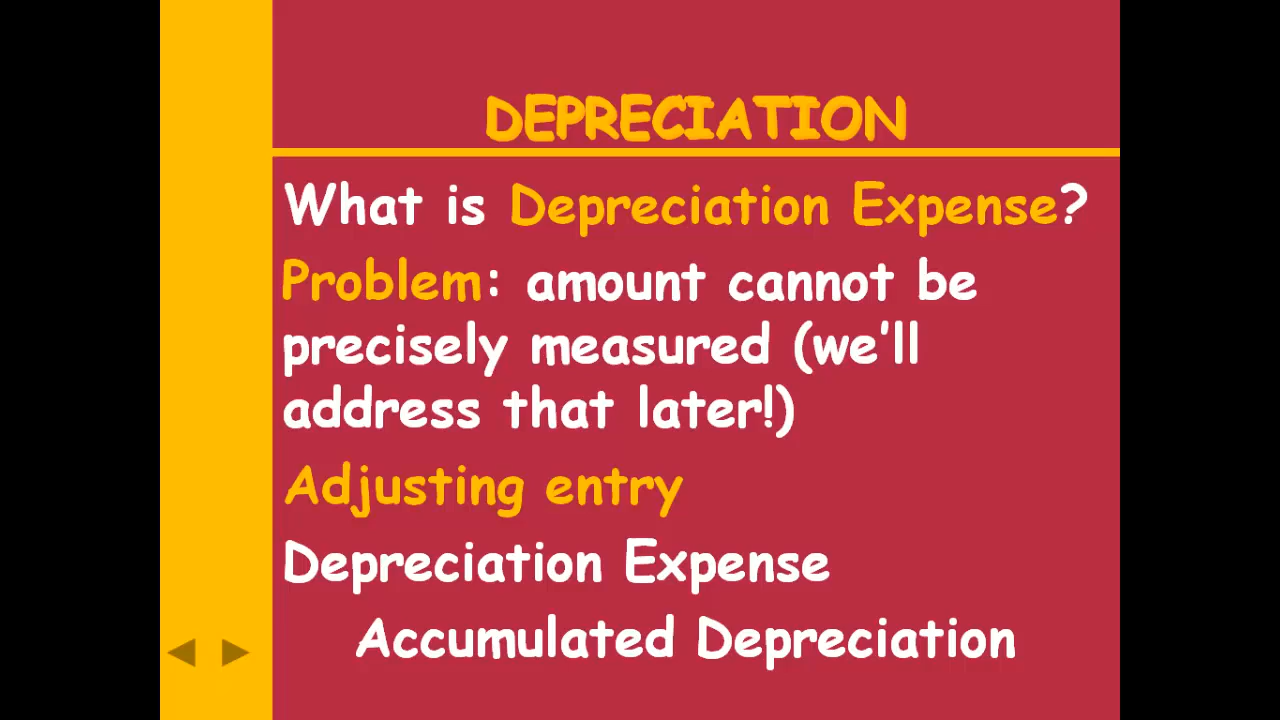 DEPRECIATION
What is Depreciation Expense?
Problem: amount cannot be
precisely measured (we'll
address that later!)
Adjusting entry
Depreciation Expense
Accumulated Depreciation